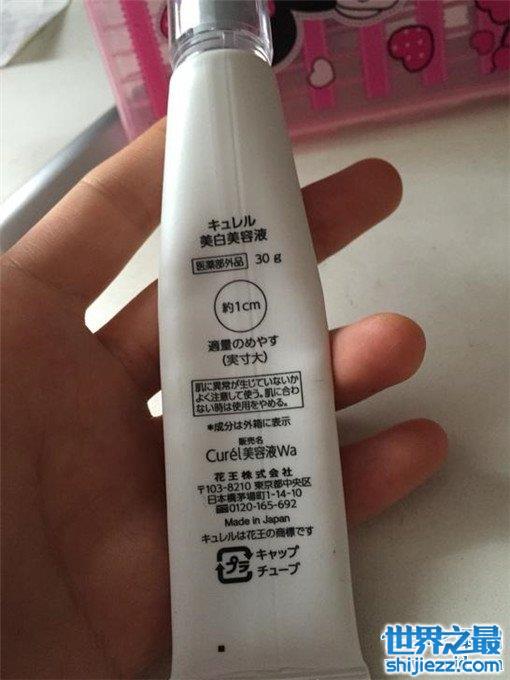 キュレル
美白美容液
医薬部外品 30g
約1cm
適量のめやす
(実寸大)
肌に異常が生じていないか
よく注意して使う。肌に合わ
ない時は使用をやめる。
*成分は外箱に表示
販売名
Curél美容液Wa
花王株式会社
〒103-8210 東京都中央区
日本橋茅場町1-14-10
0120-165-692
Made in Japan
キュレルは花王の商標です
プラ
キャップ
チューブ
世界之最
shijiezz1.com